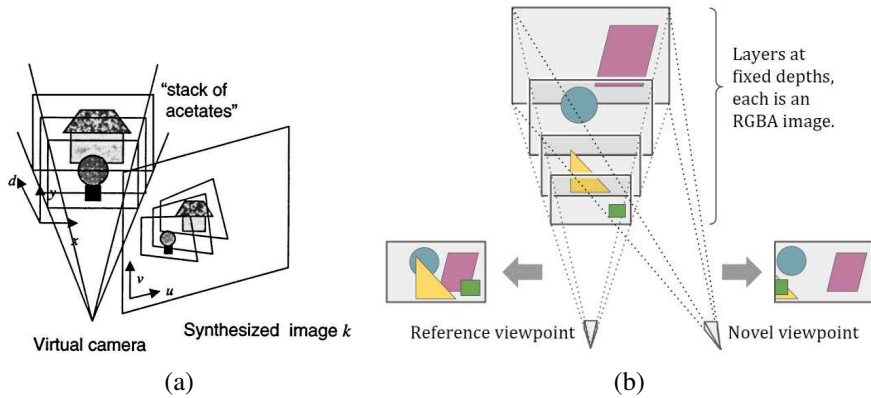 "stack of
acetates"
d
y
x
v
u
Virtual camera
Synthesized image k
(a)
Layers at
fixed depths,
each is an
RGBA image.
Reference viewpoint
Novel viewpoint
(b)